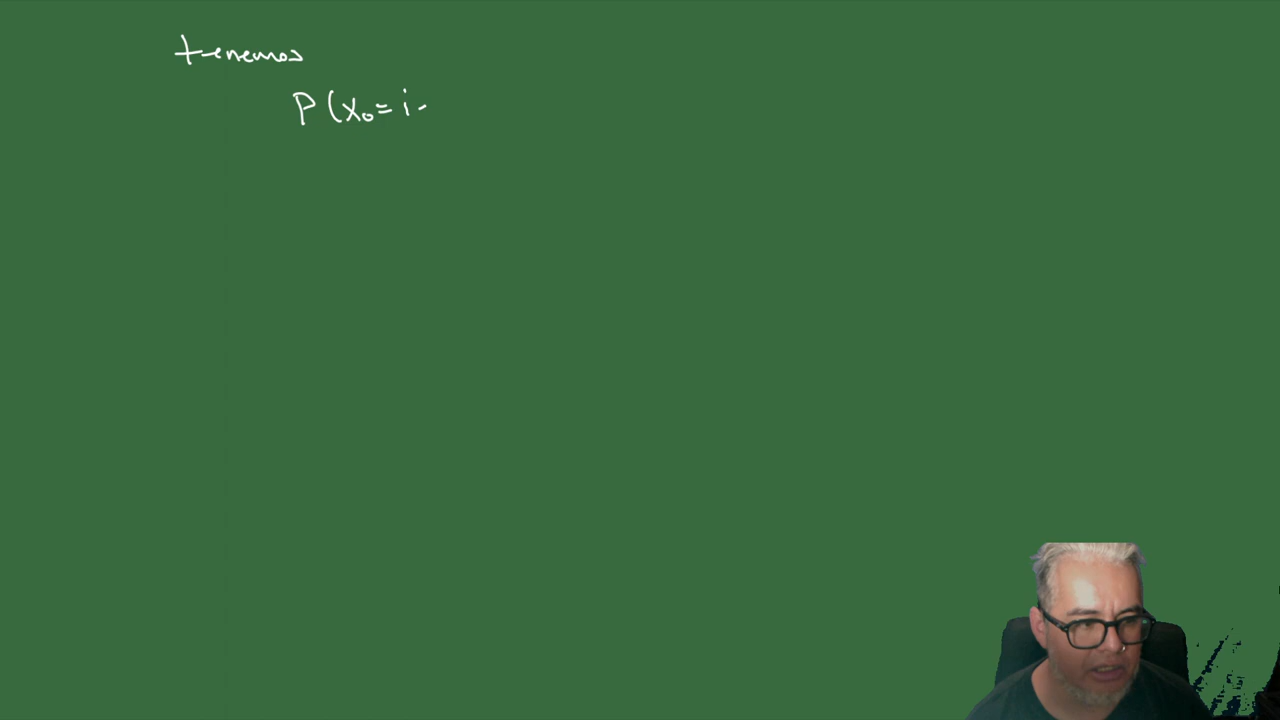 tenemos
P(x₀= i-